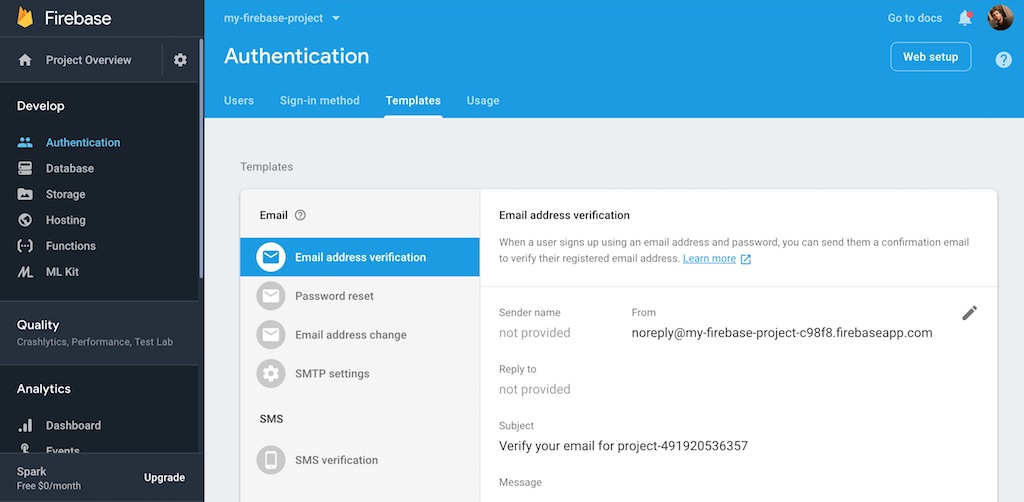 Firebase
Project Overview
Develop
Authentication
Database
Storage
Hosting
Functions
ML Kit
Quality
Crashlytics, Performance, Test Lab
Analytics
Dashboard
Events
Spark
Free $0/month
Upgrade
my-firebase-project
Go to docs
Authentication
Web setup
Users
Sign-in method
Templates
Usage
Templates
Email
Email address verification
Password reset
Email address change
SMTP settings
SMS
SMS verification
Email address verification
When a user signs up using an email address and password, you can send them a confirmation email
to verify their registered email address. Learn more
Sender name
not provided
From
noreply@my-firebase-project-c98f8.firebaseapp.com
Reply to
not provided
Subject
Verify your email for project-491920536357
Message